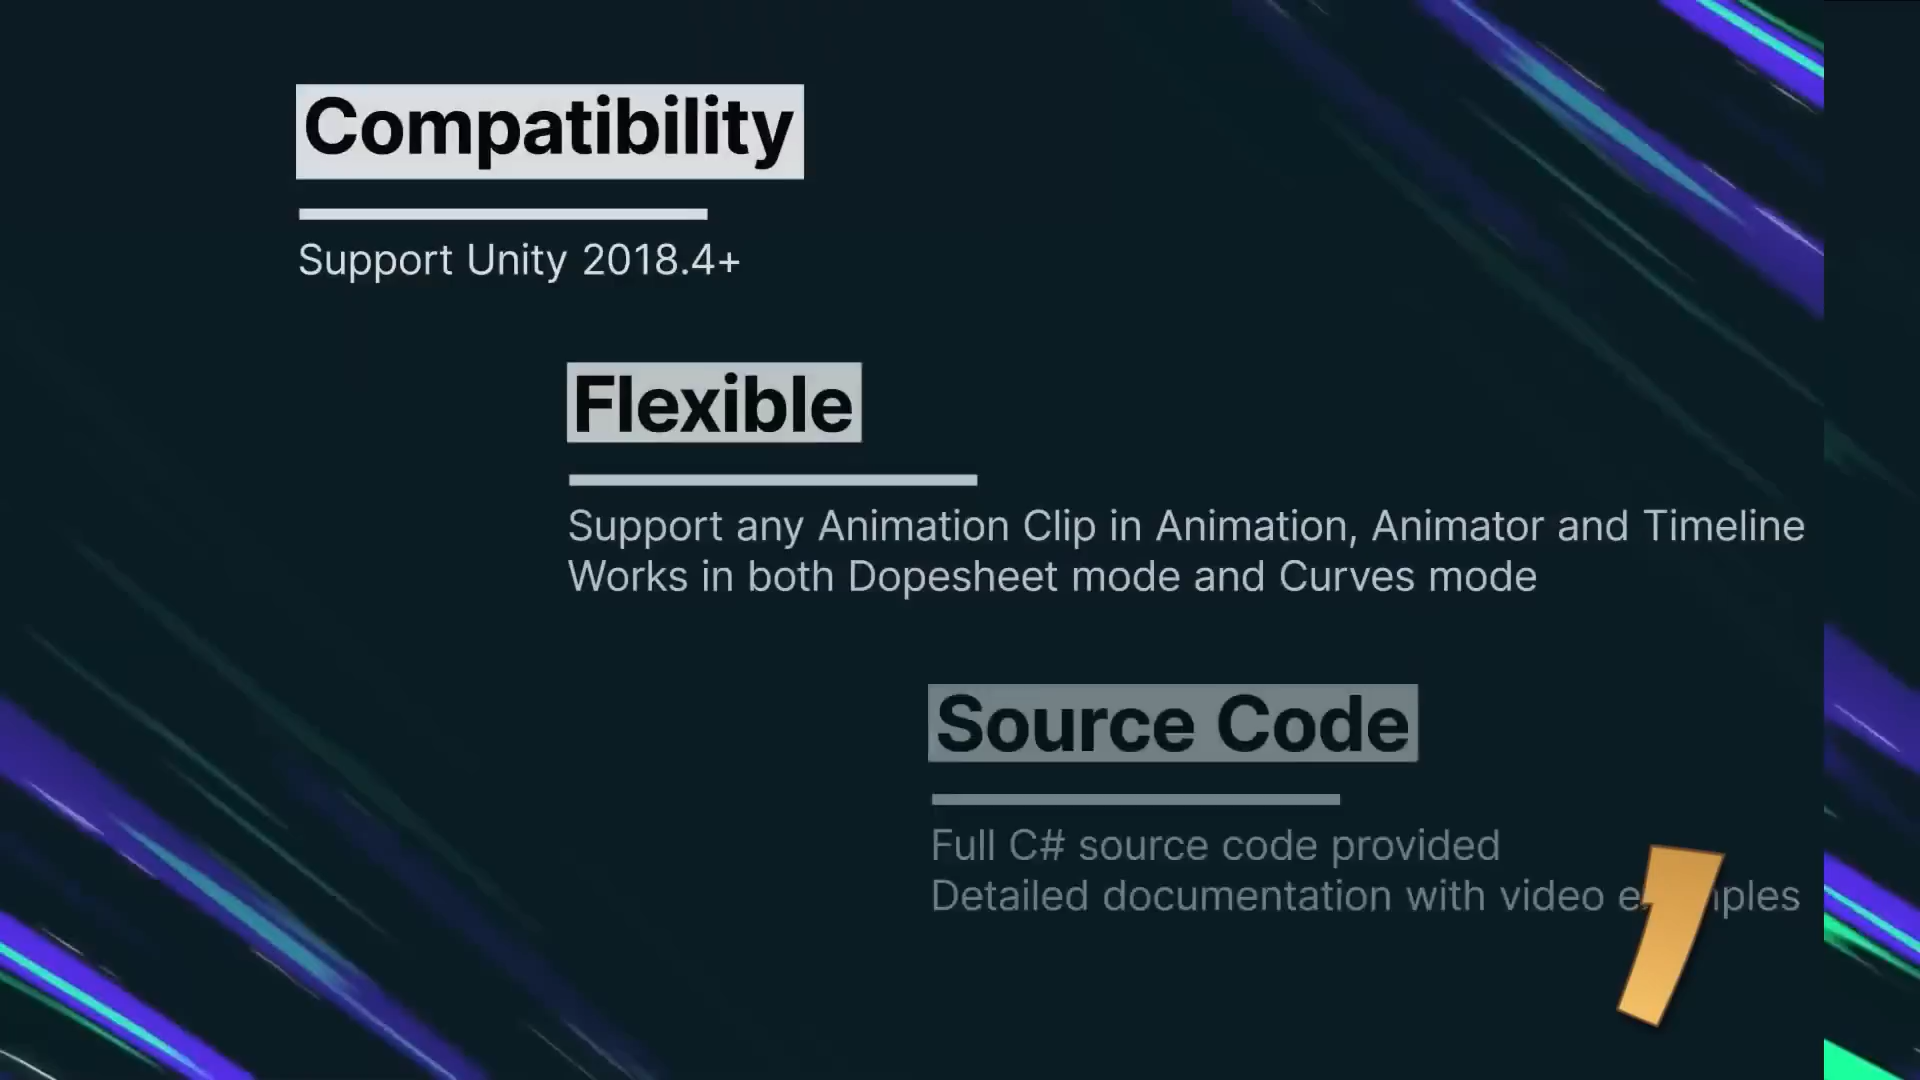 Compatibility
Support Unity 2018.4+
Flexible
Support any Animation Clip in Animation, Animator and Timeline
Works in both Dopesheet mode and Curves mode
Source Code
Full C# source code provided
Detailed documentation with video
1